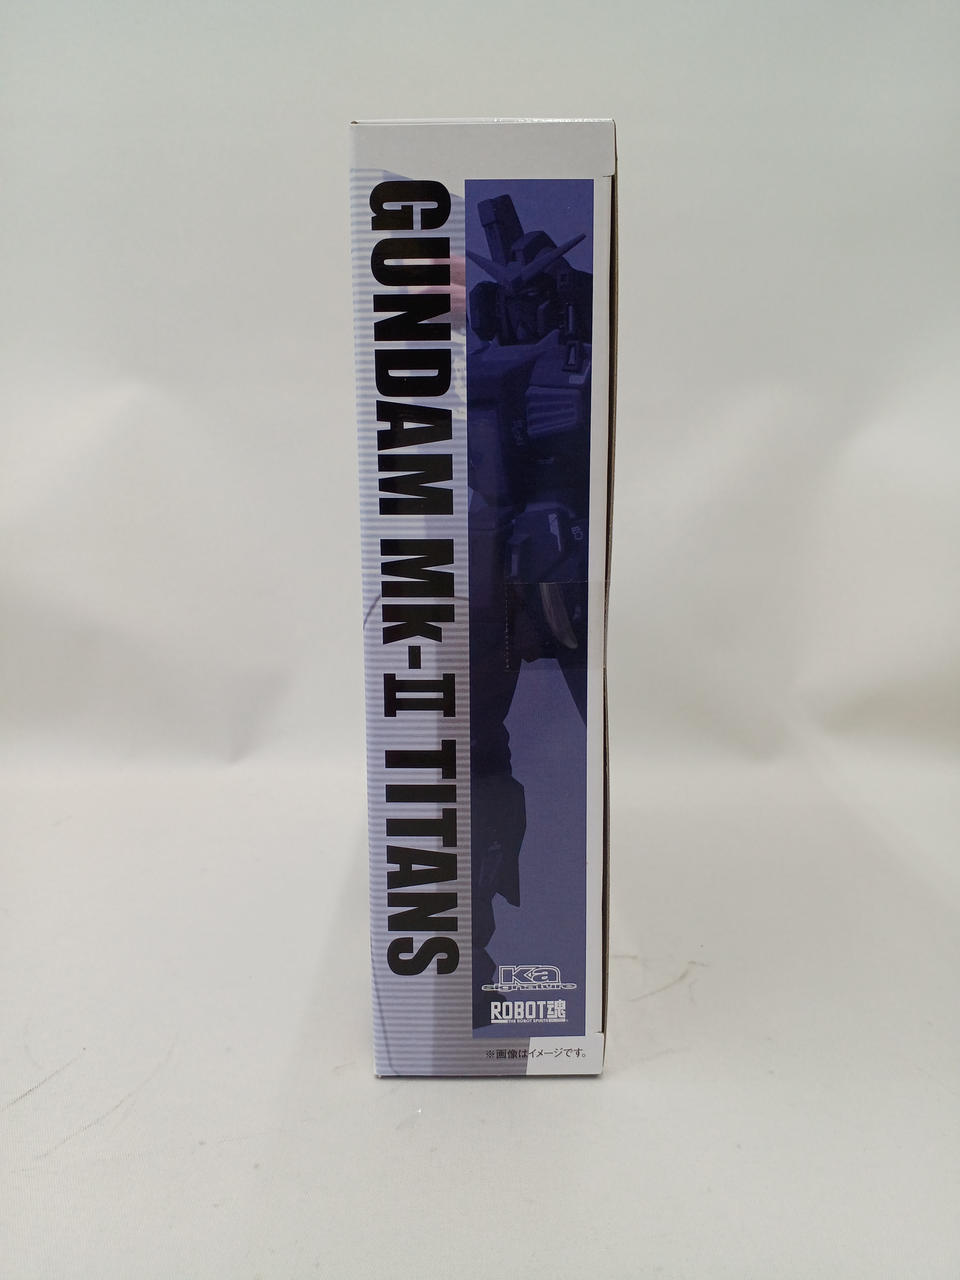 GUNDAM Mk-II TITANS
Ka
signature
ROBOT魂
THE ROBOT SPIRITS
※画像はイメージです。